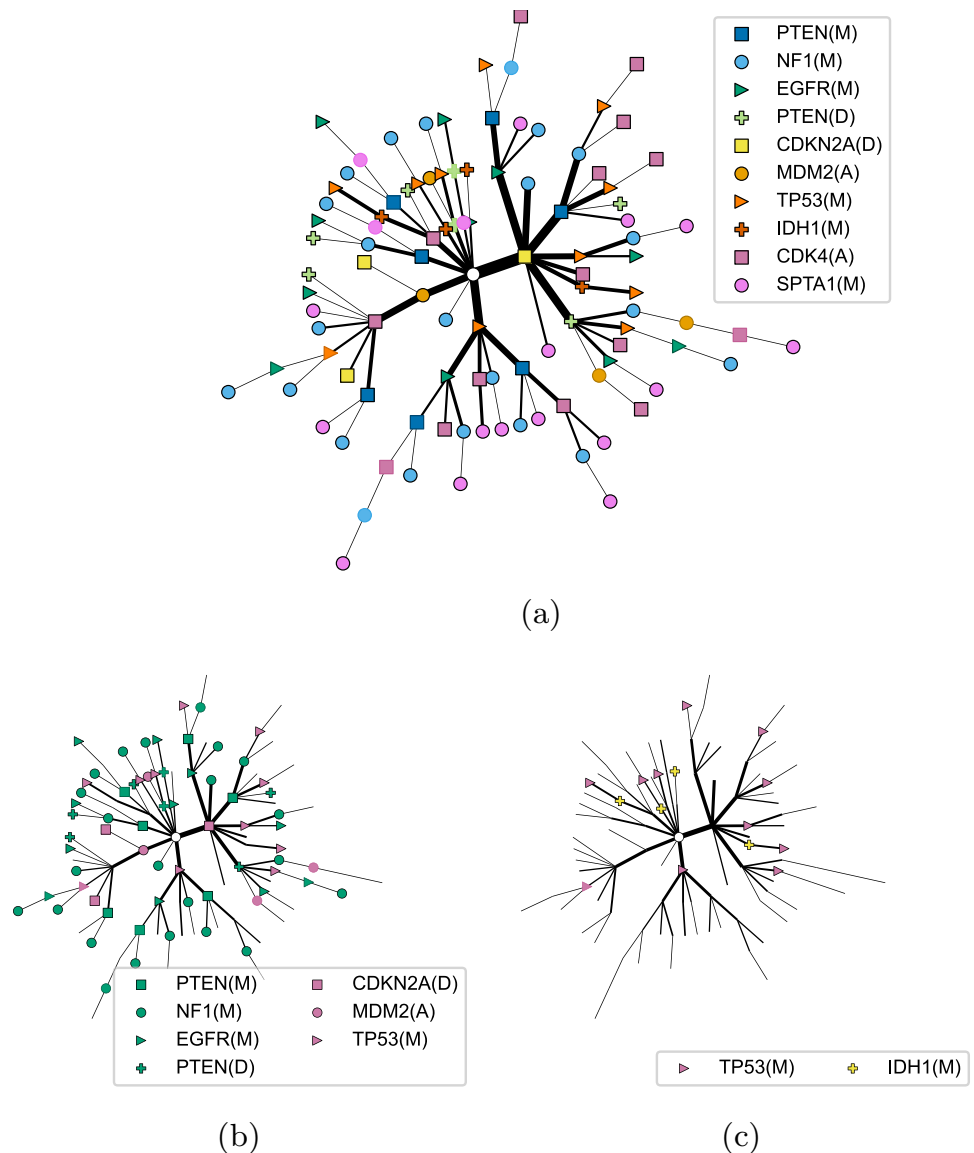 PTEN(M)
NF1(M)
EGFR(M)
PTEN(D)
CDKN2A(D)
MDM2(A)
TP53(M)
IDH1(M)
CDK4(A)
SPTA1(M)
(a)
PTEN(M)
NF1(M)
EGFR(M)
PTEN(D)
CDKN2A(D)
MDM2(A)
TP53(M)
TP53(M)
IDH1(M)
(b)
(c)